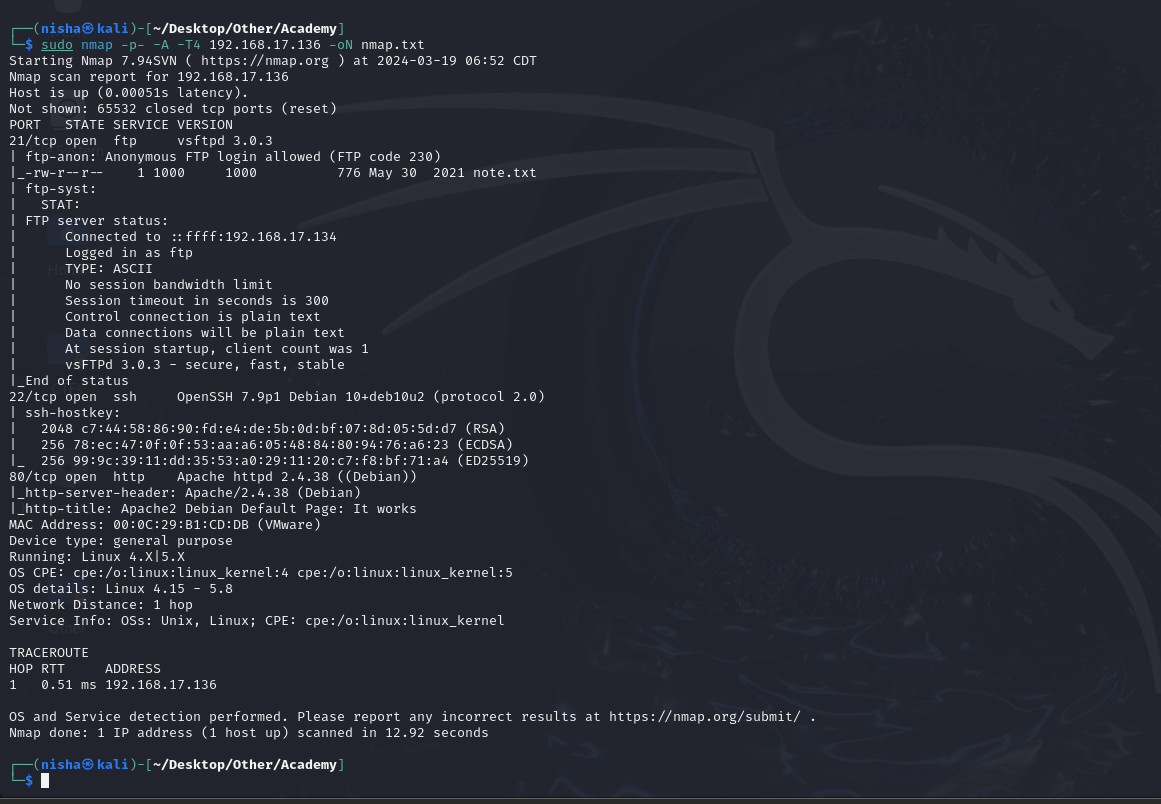 ┌──(nisha㉿kali)-[~/Desktop/Other/Academy]
└─$ sudo nmap -p- -A -T4 192.168.17.136 -oN nmap.txt
Starting Nmap 7.94SVN ( https://nmap.org ) at 2024-03-19 06:52 CDT
Nmap scan report for 192.168.17.136
Host is up (0.00051s latency).
Not shown: 65532 closed tcp ports (reset)
PORT   STATE SERVICE VERSION
21/tcp open  ftp     vsftpd 3.0.3
| ftp-anon: Anonymous FTP login allowed (FTP code 230)
|_-rw-r--r--    1 1000     1000          776 May 30  2021 note.txt
| ftp-syst:
|   STAT:
| FTP server status:
|      Connected to ::ffff:192.168.17.134
|      Logged in as ftp
|      TYPE: ASCII
|      No session bandwidth limit
|      Session timeout in seconds is 300
|      Control connection is plain text
|      Data connections will be plain text
|      At session startup, client count was 1
|      vsFTPd 3.0.3 - secure, fast, stable
|_End of status
22/tcp open  ssh     OpenSSH 7.9p1 Debian 10+deb10u2 (protocol 2.0)
| ssh-hostkey:
|   2048 c7:44:58:86:90:fd:e4:de:5b:0d:bf:07:8d:05:5d:d7 (RSA)
|   256 78:ec:47:0f:0f:53:aa:a6:05:48:84:80:94:76:a6:23 (ECDSA)
|_  256 99:9c:39:11:dd:35:53:a0:29:11:20:c7:f8:bf:71:a4 (ED25519)
80/tcp open  http    Apache httpd 2.4.38 ((Debian))
|_http-server-header: Apache/2.4.38 (Debian)
|_http-title: Apache2 Debian Default Page: It works
MAC Address: 00:0C:29:B1:CD:DB (VMware)
Device type: general purpose
Running: Linux 4.X|5.X
OS CPE: cpe:/o:linux:linux_kernel:4 cpe:/o:linux:linux_kernel:5
OS details: Linux 4.15 - 5.8
Network Distance: 1 hop
Service Info: OSs: Unix, Linux; CPE: cpe:/o:linux:linux_kernel

TRACEROUTE
HOP RTT     ADDRESS
1   0.51 ms 192.168.17.136

OS and Service detection performed. Please report any incorrect results at https://nmap.org/submit/ .
Nmap done: 1 IP address (1 host up) scanned in 12.92 seconds

┌──(nisha㉿kali)-[~/Desktop/Other/Academy]
└─$